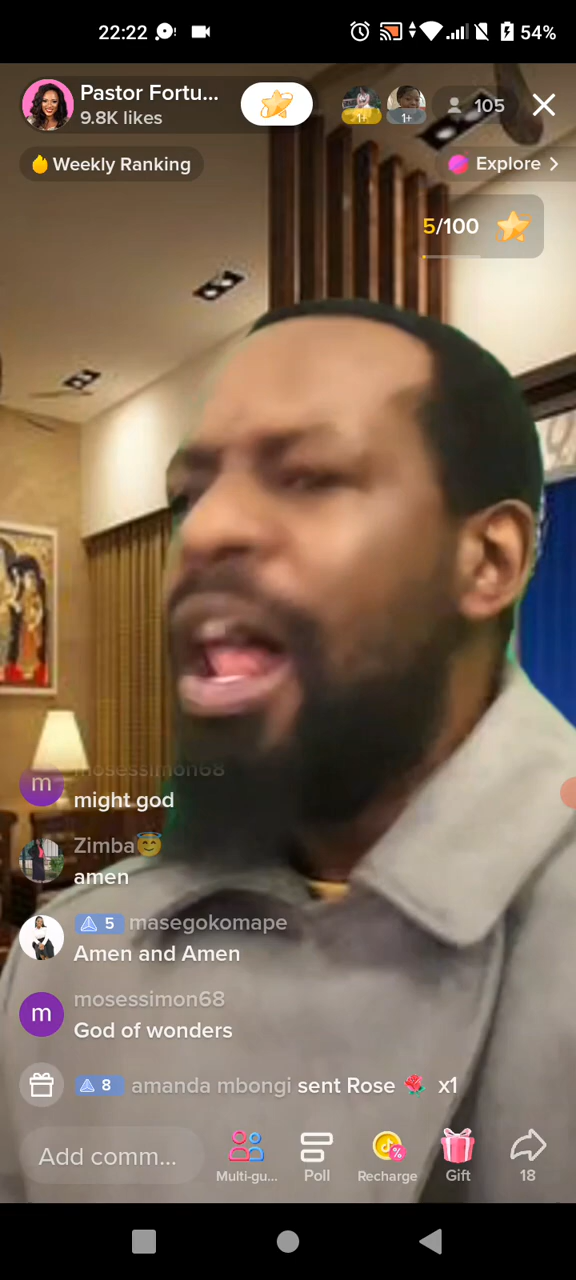 22:22
54%
Pastor Fortu...
9.8K likes
1+
1+
105
Weekly Ranking
Explore >
5/100
mosessimon68
m
might god
Zimba😇
amen
5 masegokomape
Amen and Amen
m
mosessimon68
God of wonders
8 amanda mbongi sent Rose 🌹 x1
Add comm...
Multi-gu...
Poll
Recharge
Gift
18